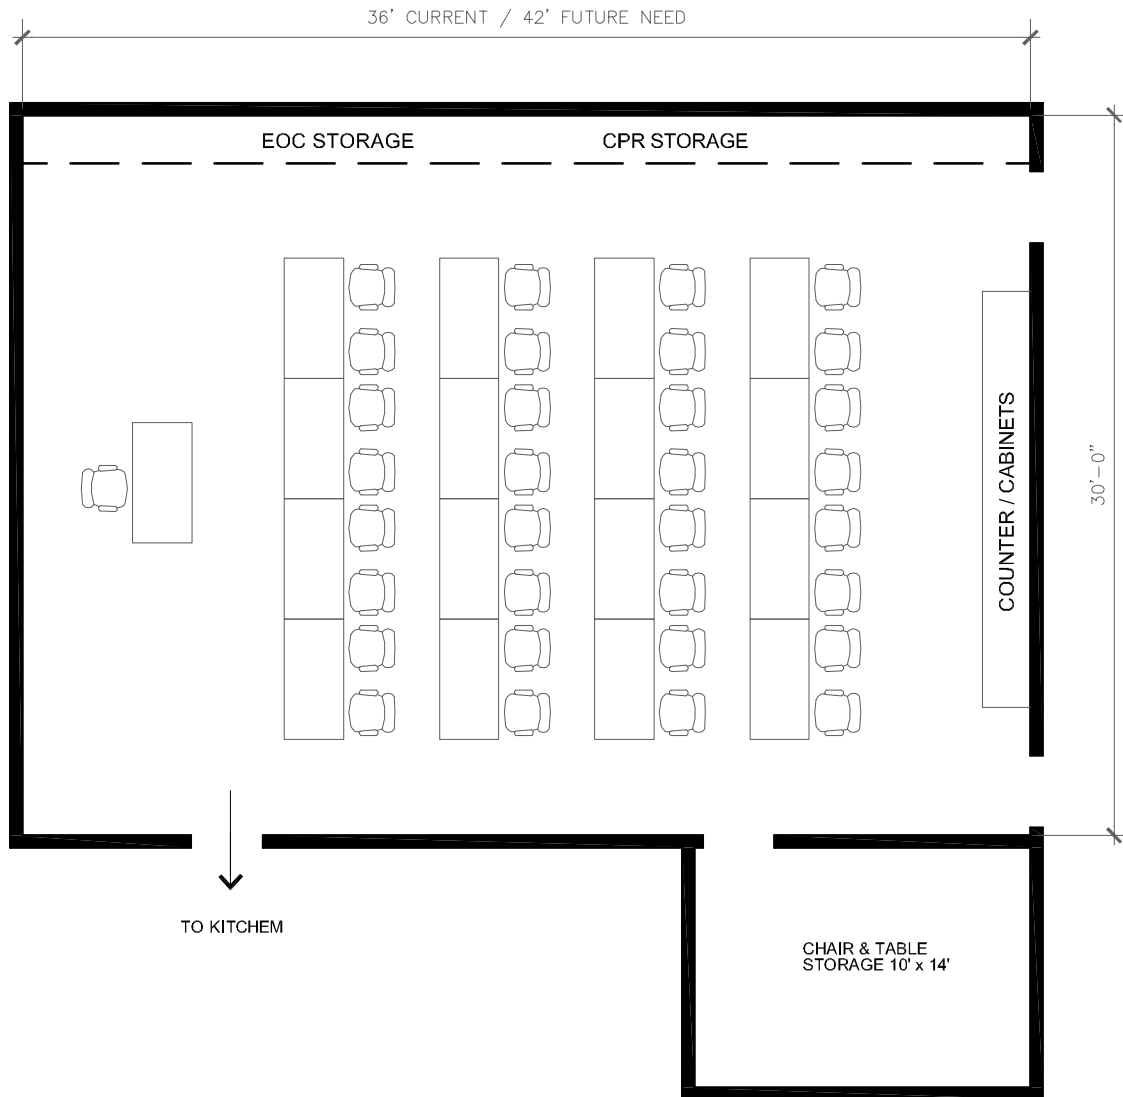 36' CURRENT / 42' FUTURE NEED
EOC STORAGE
CPR STORAGE
COUNTER / CABINETS
30'-0"
TO KITCHEM
CHAIR & TABLE
STORAGE 10' x 14'